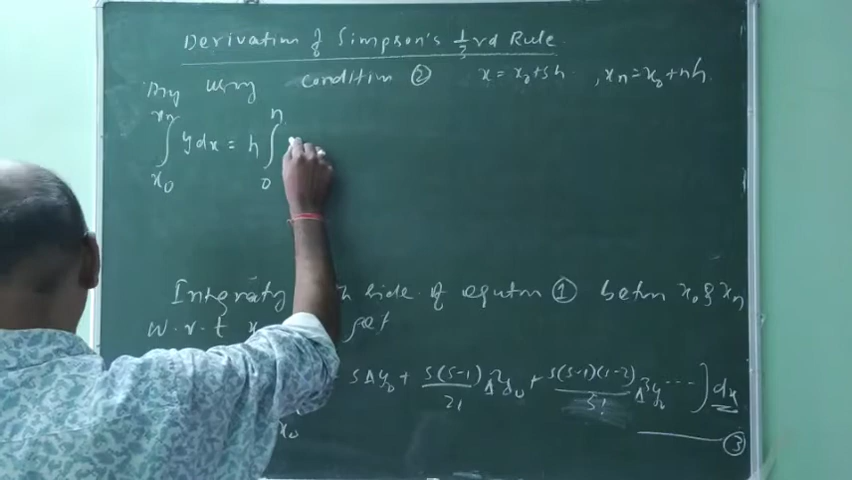 Derivation of Simpson's 1/3 rd Rule
By using condition ② x = x₀+sh , xn = x₀+nh
∫_{x₀}^{xn} y dx = h ∫_{0}^{n}
Integrating side of equation ① between x₀ & xn
w.r.t x get
sΔy₀ + s(s-1)/2! Δ²y₀ + s(s-1)(s-2)/3! Δ³y₀ ---] dx
x₀
③